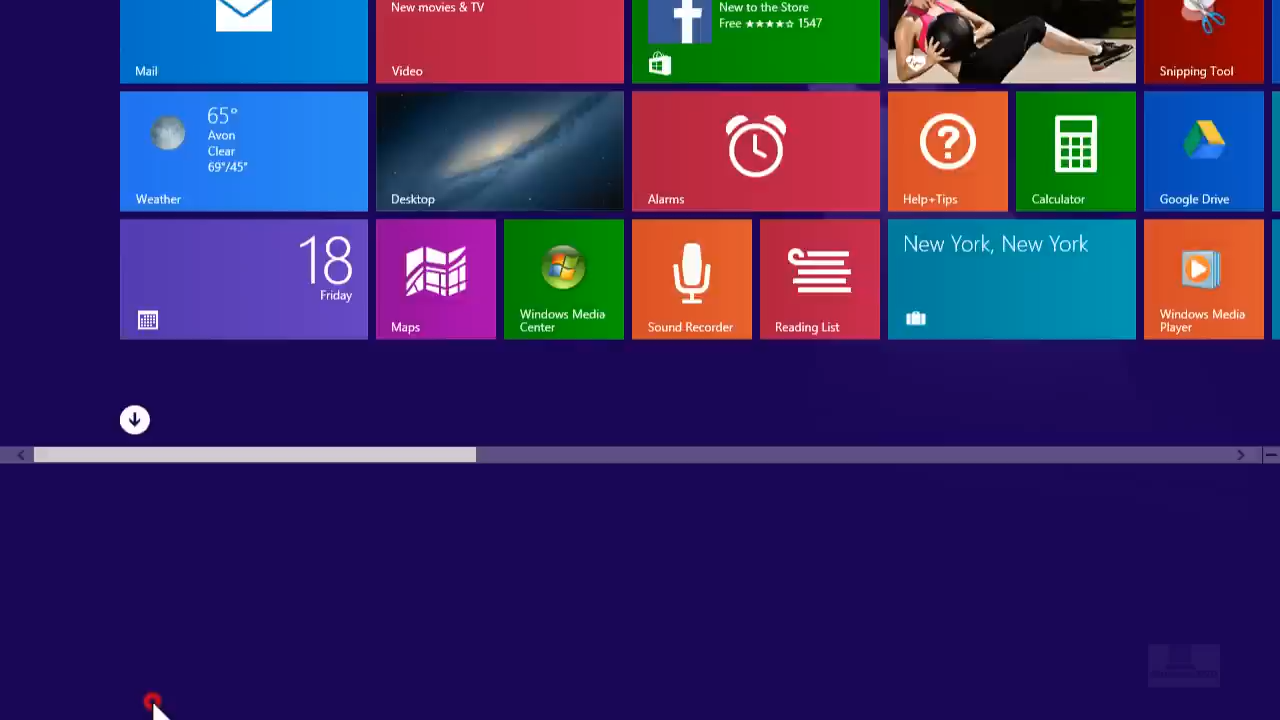 New movies & TV
New to the Store
Free ★★★★☆ 1547
Mail
Video
Snipping Tool
65°
Avon
Clear
69°/45°
Weather
Desktop
Alarms
Help+Tips
Calculator
Google Drive
18
Friday
Maps
Windows Media
Center
Sound Recorder
Reading List
New York, New York
Windows Media
Player